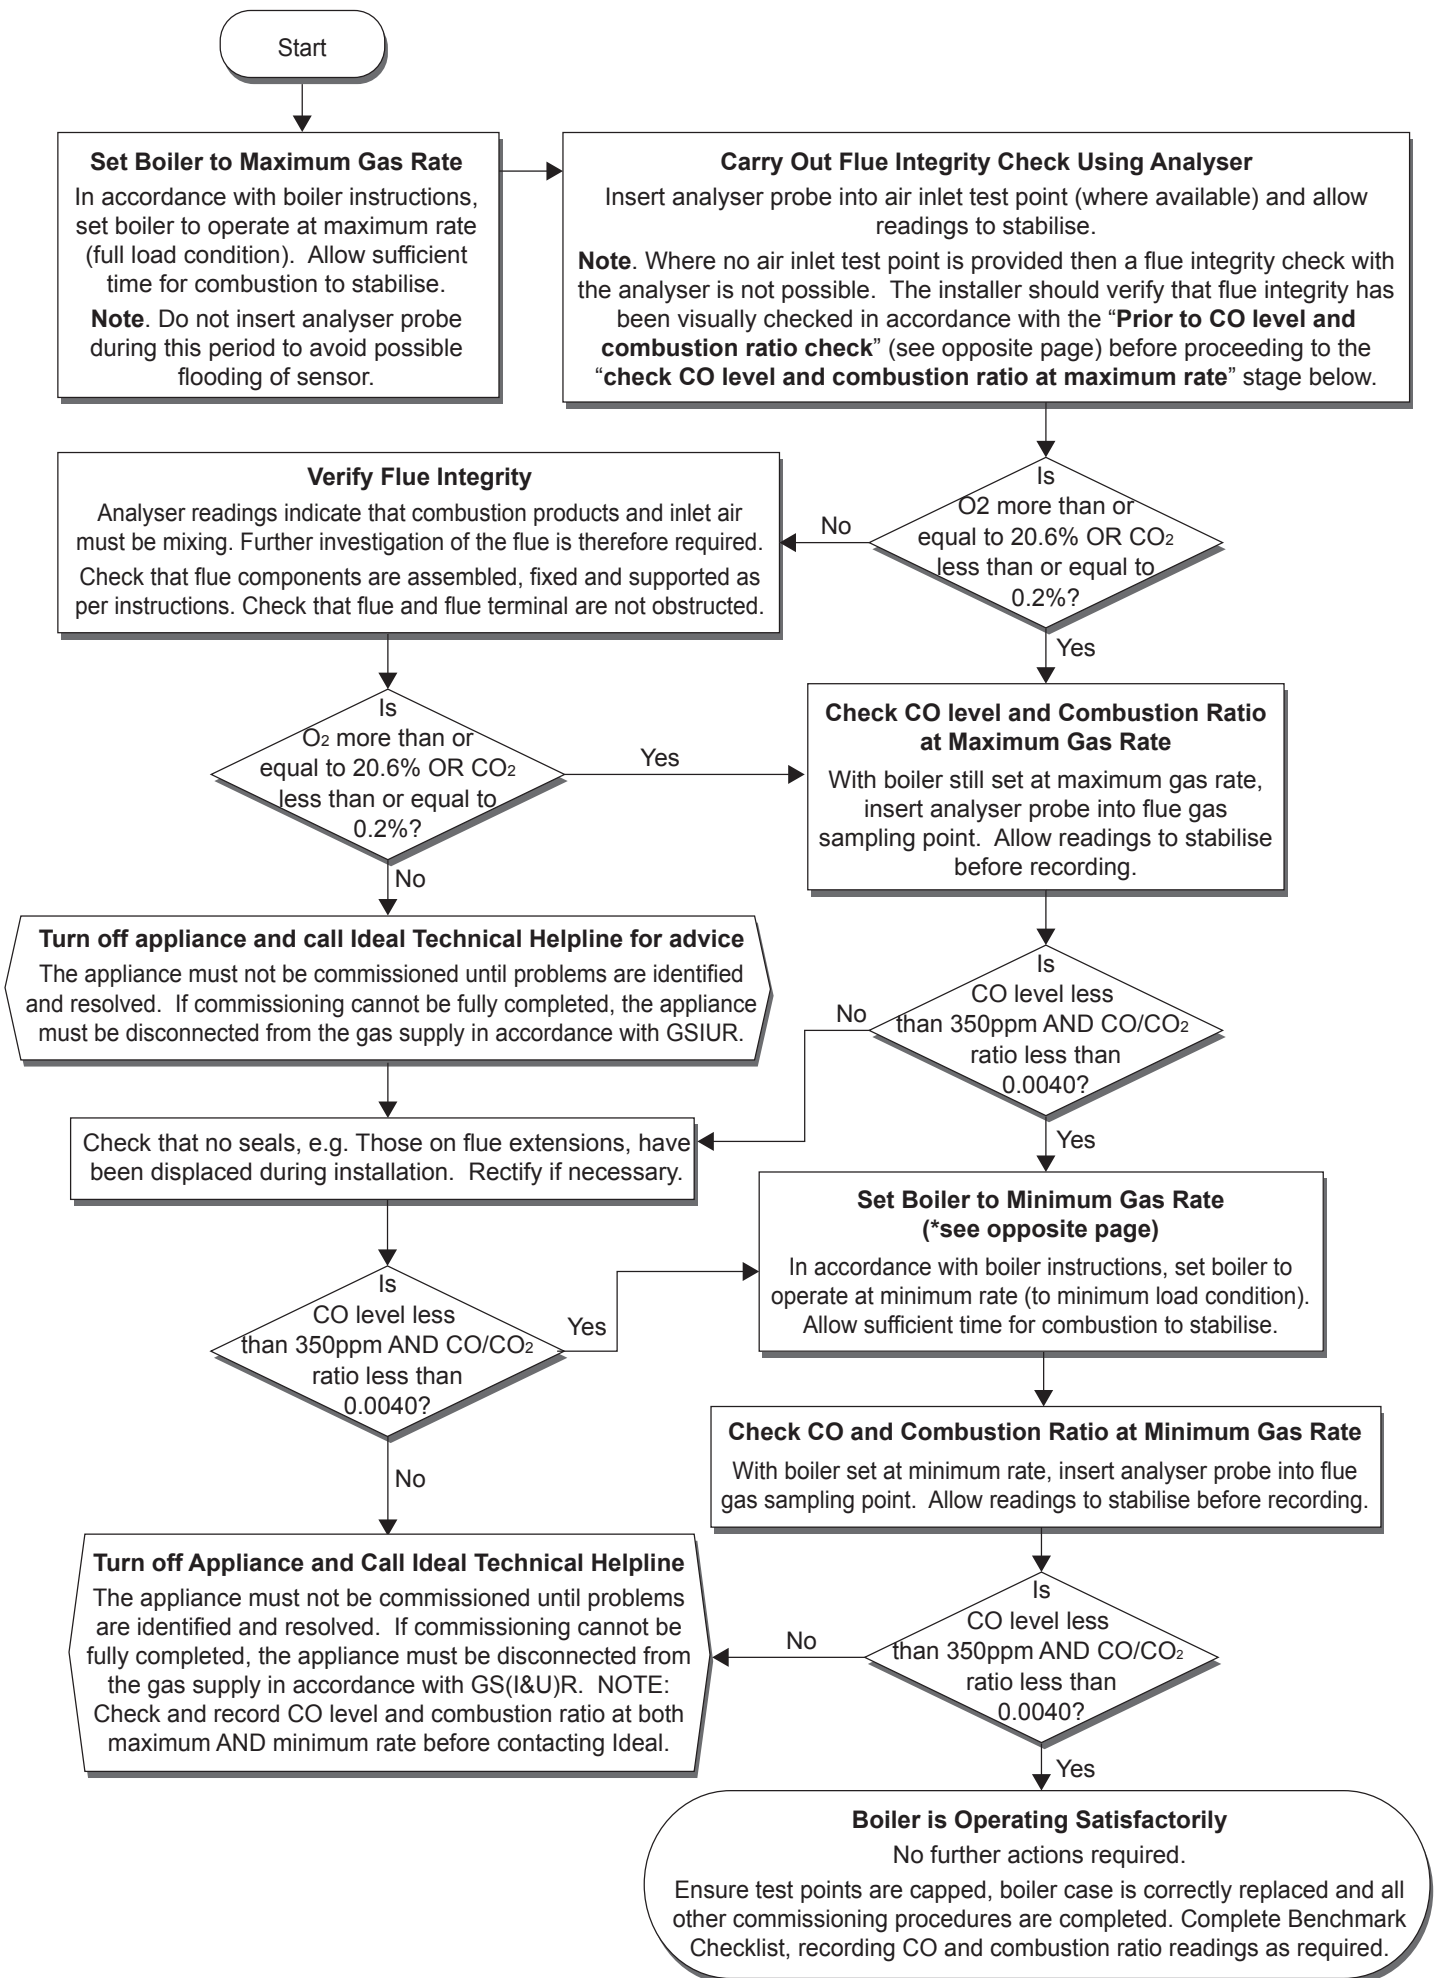 Start
Set Boiler to Maximum Gas Rate
In accordance with boiler instructions,
set boiler to operate at maximum rate
(full load condition).  Allow sufficient
time for combustion to stabilise.
Note. Do not insert analyser probe
during this period to avoid possible
flooding of sensor.
Carry Out Flue Integrity Check Using Analyser
Insert analyser probe into air inlet test point (where available) and allow
readings to stabilise.
Note. Where no air inlet test point is provided then a flue integrity check with
the analyser is not possible.  The installer should verify that flue integrity has
been visually checked in accordance with the “Prior to CO level and
combustion ratio check” (see opposite page) before proceeding to the
“check CO level and combustion ratio at maximum rate” stage below.
Is
O2 more than or
equal to 20.6% OR CO2
less than or equal to
0.2%?
No
Yes
Verify Flue Integrity
Analyser readings indicate that combustion products and inlet air
must be mixing. Further investigation of the flue is therefore required.
Check that flue components are assembled, fixed and supported as
per instructions. Check that flue and flue terminal are not obstructed.
Is
O2 more than or
equal to 20.6% OR CO2
less than or equal to
0.2%?
Yes
No
Check CO level and Combustion Ratio
at Maximum Gas Rate
With boiler still set at maximum gas rate,
insert analyser probe into flue gas
sampling point.  Allow readings to stabilise
before recording.
Turn off appliance and call Ideal Technical Helpline for advice
The appliance must not be commissioned until problems are identified
and resolved.  If commissioning cannot be fully completed, the appliance
must be disconnected from the gas supply in accordance with GSIUR.
Is
CO level less
than 350ppm AND CO/CO2
ratio less than
0.0040?
No
Yes
Check that no seals, e.g. Those on flue extensions, have
been displaced during installation.  Rectify if necessary.
Set Boiler to Minimum Gas Rate
(*see opposite page)
In accordance with boiler instructions, set boiler to
operate at minimum rate (to minimum load condition).
Allow sufficient time for combustion to stabilise.
Is
CO level less
than 350ppm AND CO/CO2
ratio less than
0.0040?
Yes
No
Check CO and Combustion Ratio at Minimum Gas Rate
With boiler set at minimum rate, insert analyser probe into flue
gas sampling point.  Allow readings to stabilise before recording.
Turn off Appliance and Call Ideal Technical Helpline
The appliance must not be commissioned until problems
are identified and resolved.  If commissioning cannot be
fully completed, the appliance must be disconnected from
the gas supply in accordance with GS(I&U)R.  NOTE:
Check and record CO level and combustion ratio at both
maximum AND minimum rate before contacting Ideal.
Is
CO level less
than 350ppm AND CO/CO2
ratio less than
0.0040?
No
Yes
Boiler is Operating Satisfactorily
No further actions required.
Ensure test points are capped, boiler case is correctly replaced and all
other commissioning procedures are completed. Complete Benchmark
Checklist, recording CO and combustion ratio readings as required.